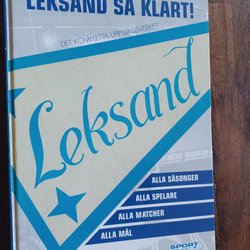 LEKSAND SÅ KLART!
DET KOMPLETTA UPPSLAGSVERKET
Leksand
ALLA SÄSONGER
ALLA SPELARE
ALLA MATCHER
ALLA MÅL
SPORT